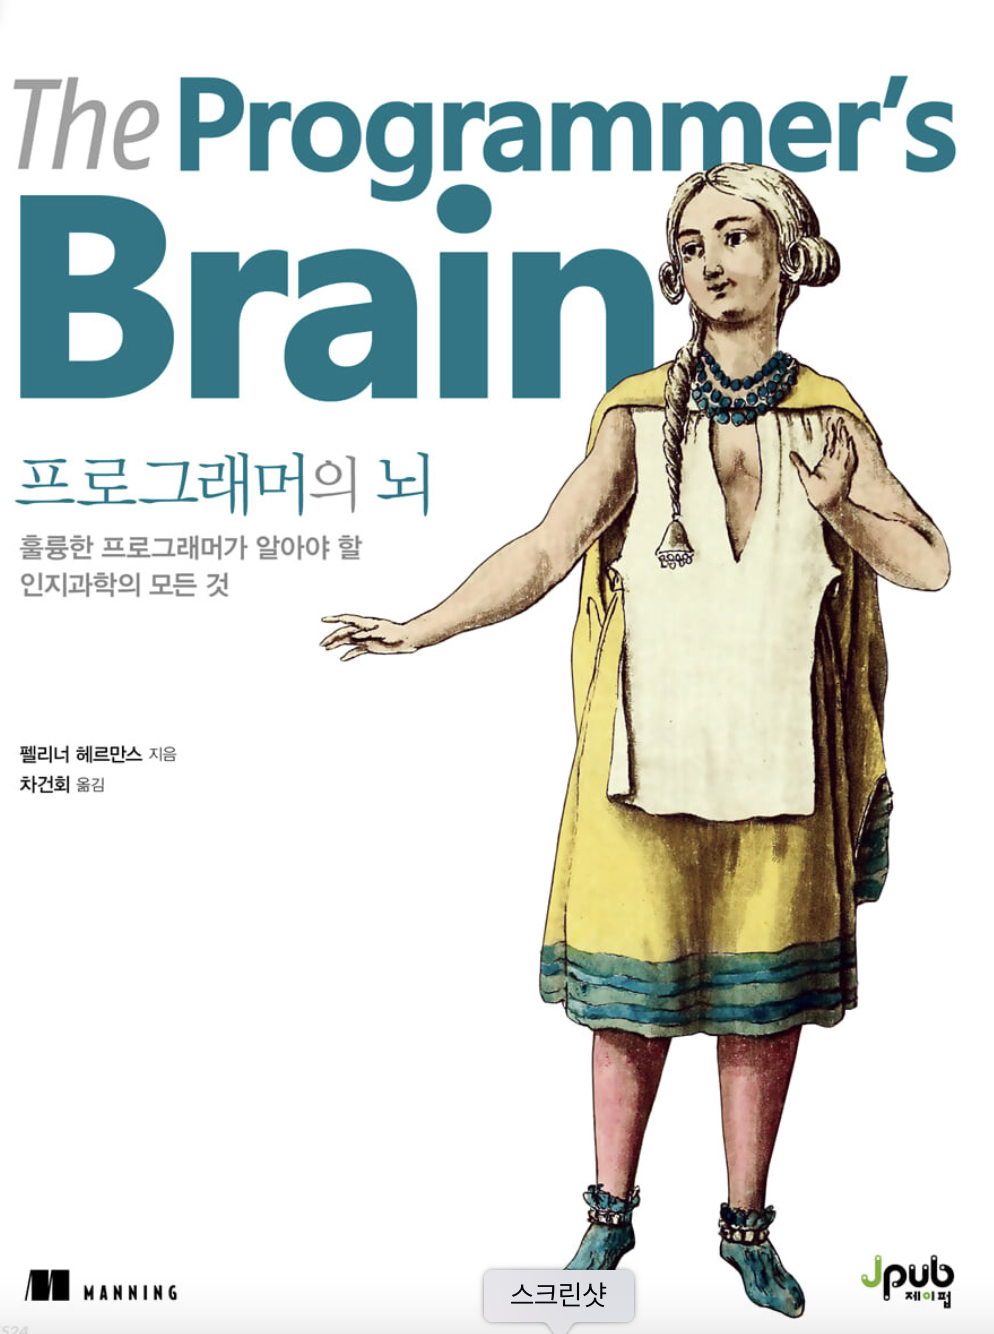 The Programmer's
Brain
프로그래머의 뇌
훌륭한 프로그래머가 알아야 할
인지과학의 모든 것
펠리너 헤르만스 지음
차건회 옮김
MANNING
Jpub
제이펍
스크린샷